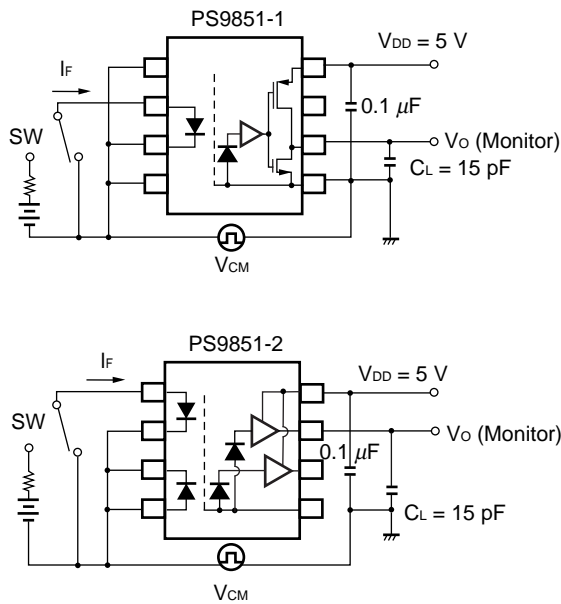 PS9851-1
VDD = 5 V
IF
0.1 μF
SW
VO (Monitor)
CL = 15 pF
VCM
PS9851-2
IF
VDD = 5 V
SW
VO (Monitor)
0.1 μF
CL = 15 pF
VCM